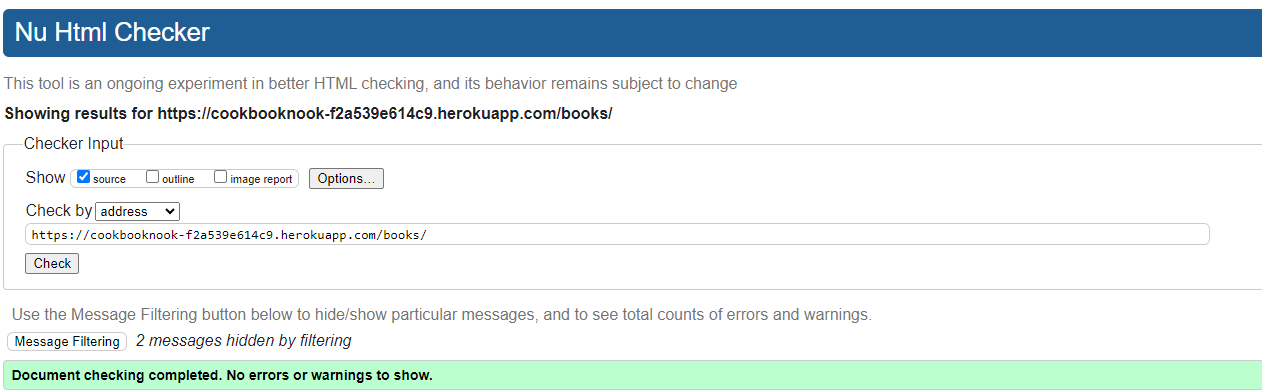 Nu Html Checker
This tool is an ongoing experiment in better HTML checking, and its behavior remains subject to change
Showing results for https://cookbooknook-f2a539e614c9.herokuapp.com/books/
Checker Input
Show source outline image report Options...
Check by address
https://cookbooknook-f2a539e614c9.herokuapp.com/books/
Check
Use the Message Filtering button below to hide/show particular messages, and to see total counts of errors and warnings.
Message Filtering 2 messages hidden by filtering
Document checking completed. No errors or warnings to show.